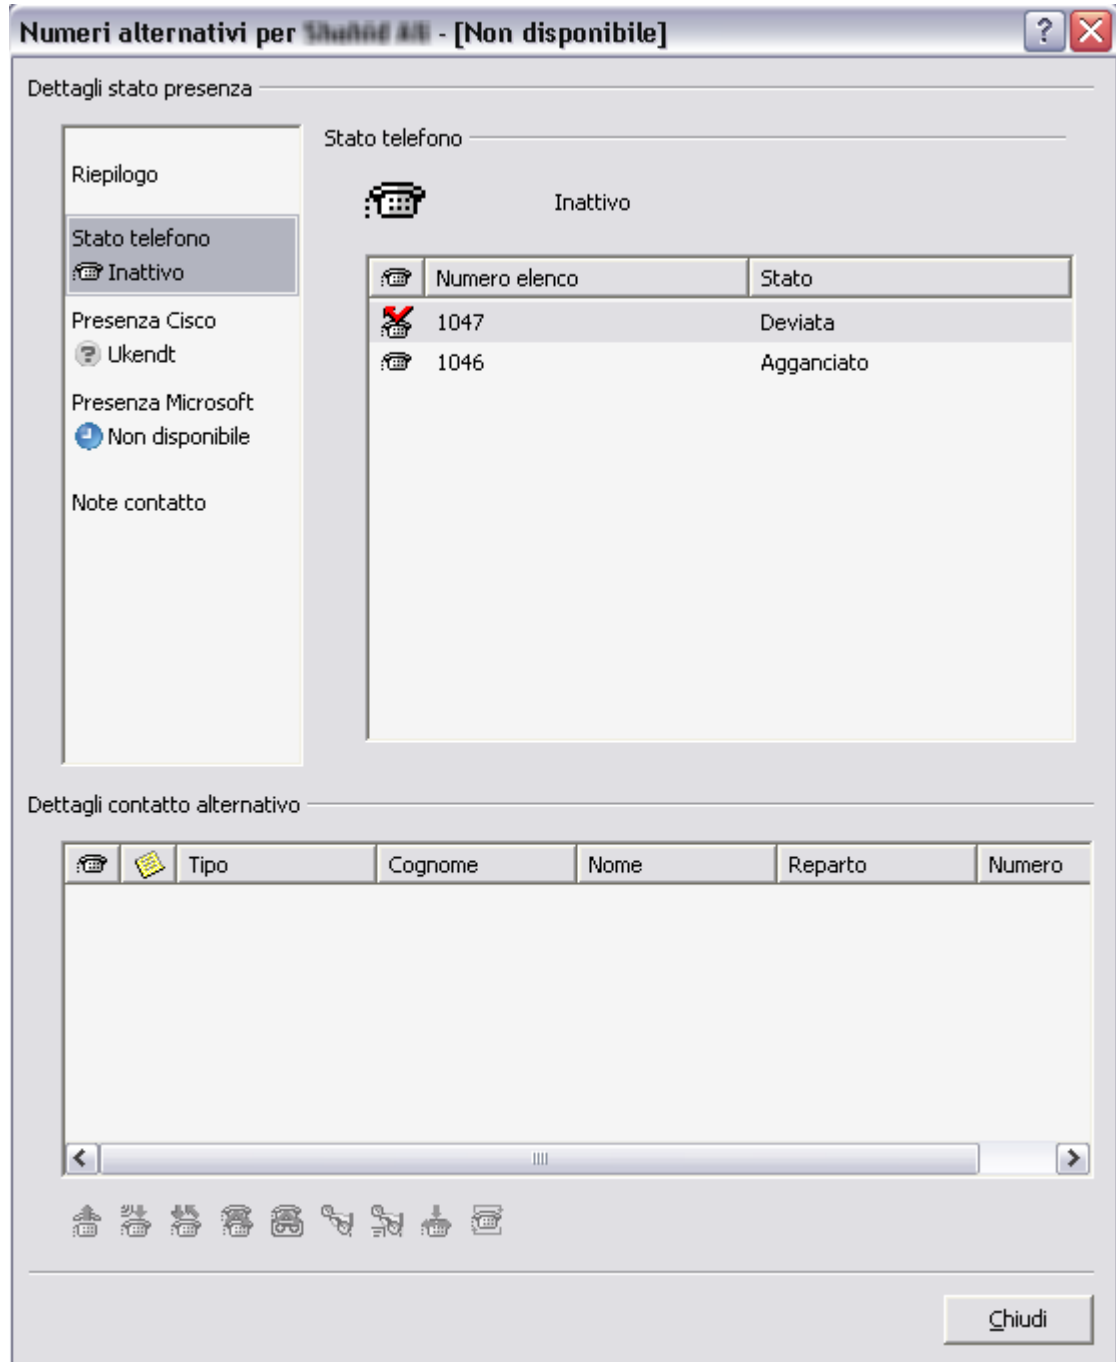 Numeri alternativi per - [Non disponibile]
Dettagli stato presenza
Riepilogo
Stato telefono
Inattivo
Presenza Cisco
Ukendt
Presenza Microsoft
Non disponibile
Note contatto
Stato telefono
Inattivo
Numero elenco Stato
1047 Deviata
1046 Agganciato
Dettagli contatto alternativo
Tipo Cognome Nome Reparto Numero
Chiudi